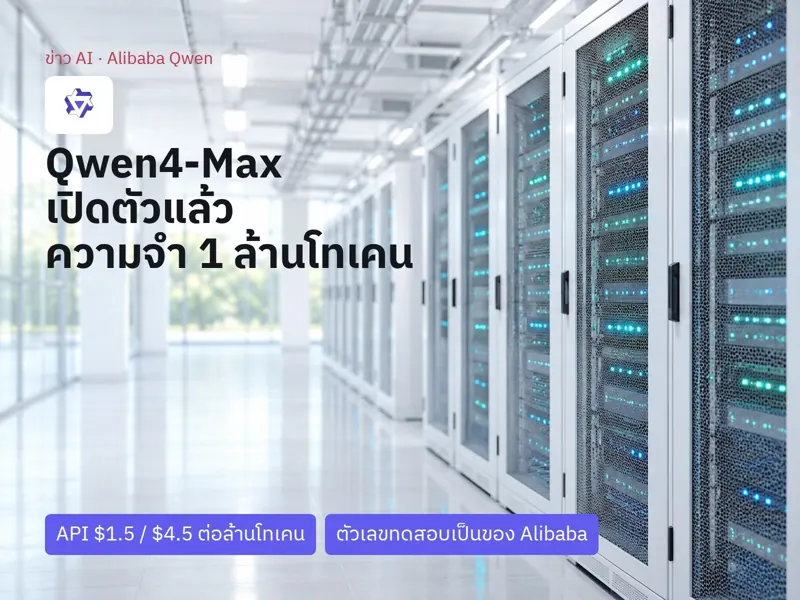 ข่าว AI · Alibaba Qwen
Qwen4-Max
เปิดตัวแล้ว
ความจำ 1 ล้านโทเคน
API $1.5 / $4.5 ต่อล้านโทเคน
ตัวเลขทดสอบเป็นของ Alibaba